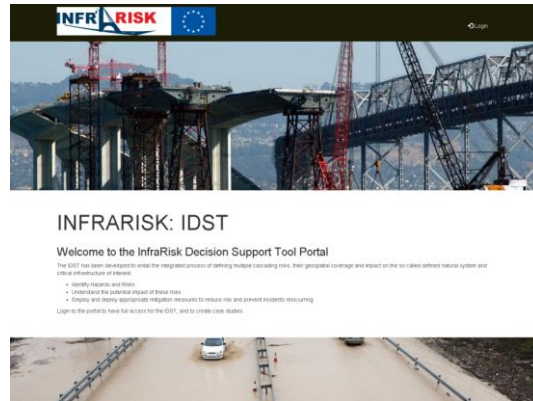 INFRARISK
Login
INFRARISK: IDST
Welcome to the InfraRisk Decision Support Tool Portal
The IDST has been developed to entail the integrated process of defining multiple cascading risks, their geospatial coverage and impact on the so called defined natural system and
critical infrastructure of interest.
Identify Hazards and Risks
Understand the potential impact of these risks
Employ and deploy appropriate mitigation measures to reduce risk and prevent incidents reoccurring
Login to the portal to have full access for the IDST, and to create case studies.